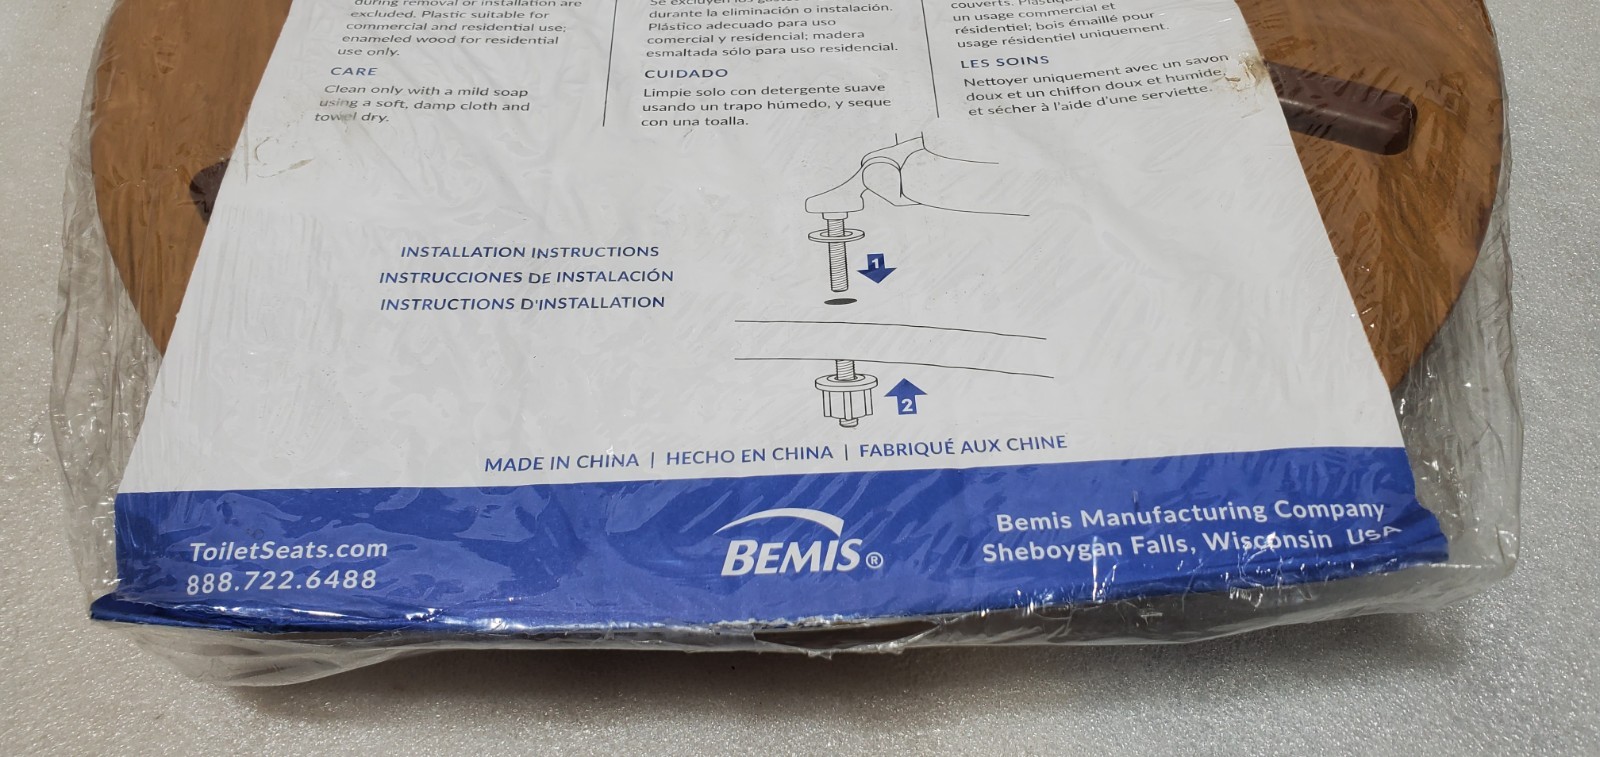 during removal or installation are
excluded. Plastic suitable for
commercial and residential use;
enameled wood for residential
use only.
CARE
Clean only with a mild soap
using a soft, damp cloth and
towel dry.
Se excluyen los
durante la eliminación o instalación.
Plástico adecuado para uso
comercial y residencial; madera
esmaltada sólo para uso residencial.
CUIDADO
Limpie solo con detergente suave
usando un trapo húmedo, y seque
con una toalla.
couverts.
un usage commercial et
résidentiel; bois émaillé pour
usage résidentiel uniquement.
LES SOINS
Nettoyer uniquement avec un savon
doux et un chiffon doux et humide,
et sécher à l'aide d'une serviette.
INSTALLATION INSTRUCTIONS
INSTRUCCIONES DE INSTALACIÓN
INSTRUCTIONS D'INSTALLATION
1
2
MADE IN CHINA | HECHO EN CHINA | FABRIQUÉ AUX CHINE
ToiletSeats.com
888.722.6488
BEMIS®
Bemis Manufacturing Company
Sheboygan Falls, Wisconsin USA